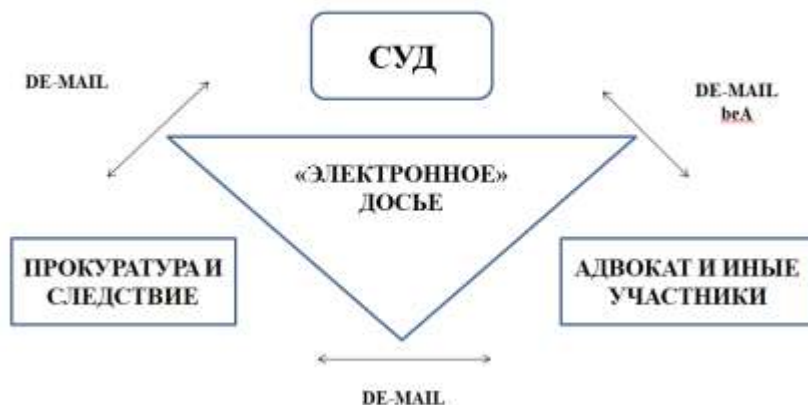 СУД
DE-MAIL
DE-MAIL
beA
«ЭЛЕКТРОННОЕ»
ДОСЬЕ
ПРОКУРАТУРА И
СЛЕДСТВИЕ
АДВОКАТ И ИНЫЕ
УЧАСТНИКИ
DE-MAIL